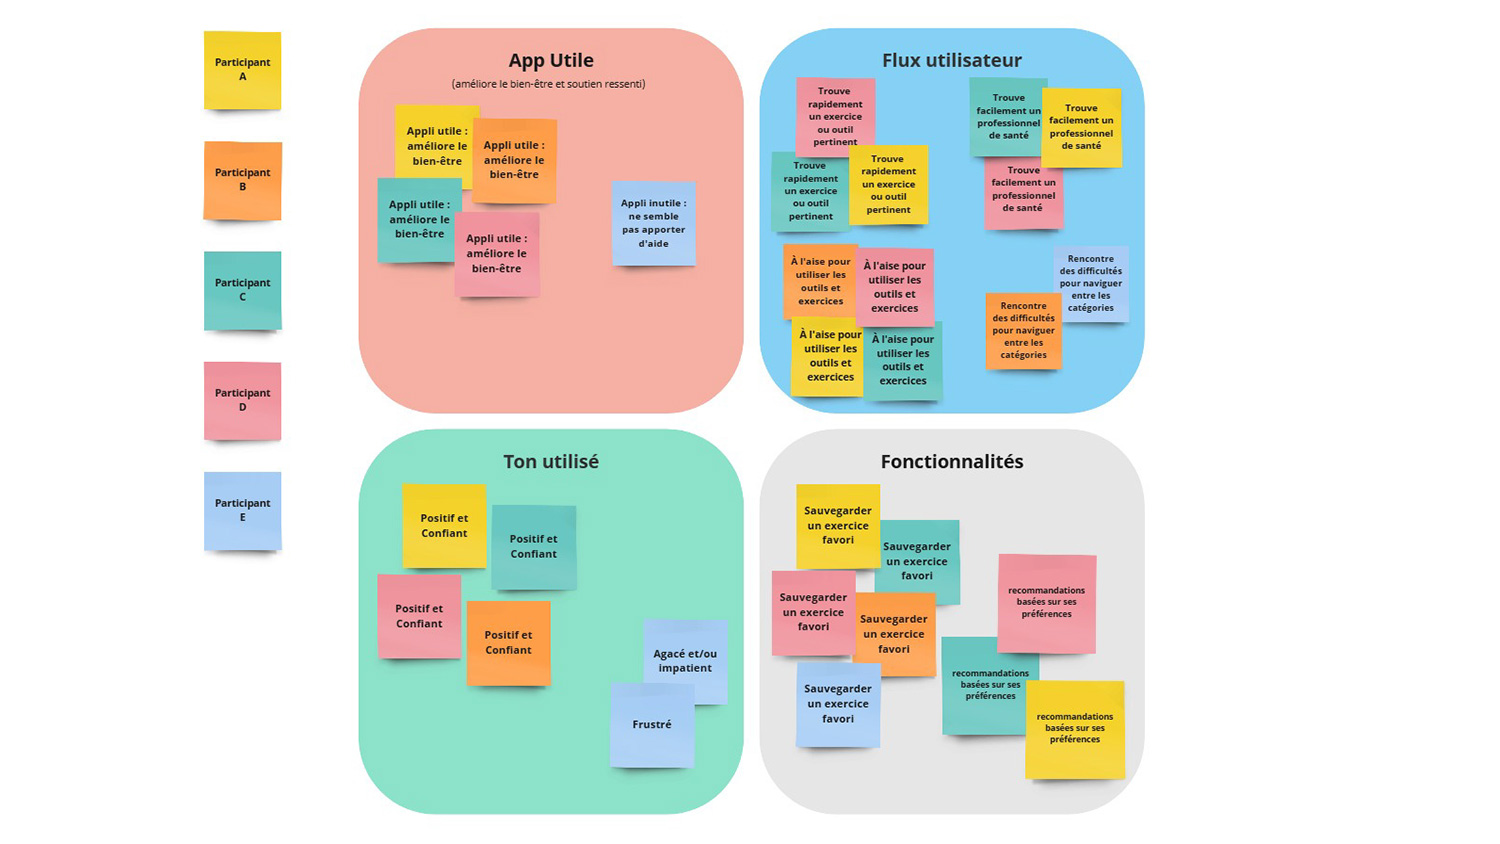 Participant
A
Participant
B
Participant
C
Participant
D
Participant
E
App Utile
(améliore le bien-être et soutien ressenti)
Appli utile :
améliore le
bien-être
Appli utile :
améliore le
bien-être
Appli utile :
améliore le
bien-être
Appli utile :
améliore le
bien-être
Appli inutile :
ne semble
pas apporter
d'aide
Flux utilisateur
Trouve
rapidement
un exercice
ou outil
pertinent
Trouve
rapidement
un exercice
ou outil
pertinent
Trouve
rapidement
un exercice
ou outil
pertinent
Trouve
facilement un
professionnel
de santé
Trouve
facilement un
professionnel
de santé
Trouve
facilement un
professionnel
de santé
À l'aise pour
utiliser les
outils et
exercices
À l'aise pour
utiliser les
outils et
exercices
À l'aise pour
utiliser les
outils et
exercices
À l'aise pour
utiliser les
outils et
exercices
Rencontre
des difficultés
pour naviguer
entre les
catégories
Rencontre
des difficultés
pour naviguer
entre les
catégories
Ton utilisé
Positif et
Confiant
Positif et
Confiant
Positif et
Confiant
Positif et
Confiant
Agacé et/ou
impatient
Frustré
Fonctionnalités
Sauvegarder
un exercice
favori
Sauvegarder
un exercice
favori
Sauvegarder
un exercice
favori
Sauvegarder
un exercice
favori
Sauvegarder
un exercice
favori
recommandations
basées sur ses
préférences
recommandations
basées sur ses
préférences
recommandations
basées sur ses
préférences